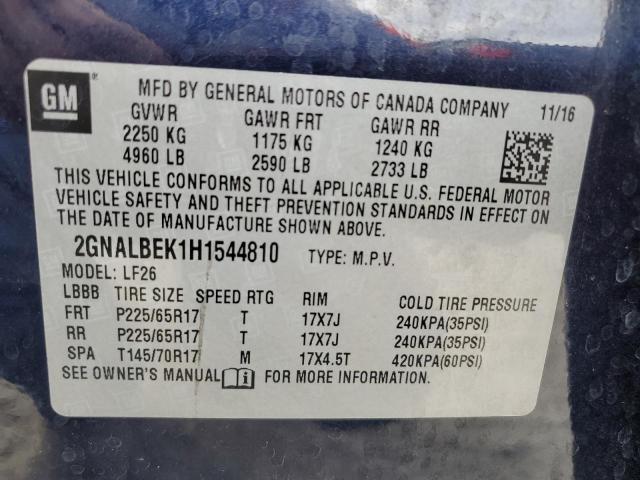 GM ®
MFD BY GENERAL MOTORS OF CANADA COMPANY 11/16
GVWR GAWR FRT GAWR RR
2250 KG 1175 KG 1240 KG
4960 LB 2590 LB 2733 LB
THIS VEHICLE CONFORMS TO ALL APPLICABLE U.S. FEDERAL MOTOR
VEHICLE SAFETY AND THEFT PREVENTION STANDARDS IN EFFECT ON
THE DATE OF MANUFACTURE SHOWN ABOVE.
2GNALBEK1H1544810 TYPE: M.P.V.
MODEL: LF26
LBBB TIRE SIZE SPEED RTG RIM COLD TIRE PRESSURE
FRT P225/65R17 T 17X7J 240KPA(35PSI)
RR P225/65R17 T 17X7J 240KPA(35PSI)
SPA T145/70R17 M 17X4.5T 420KPA(60PSI)
SEE OWNER'S MANUAL FOR MORE INFORMATION.